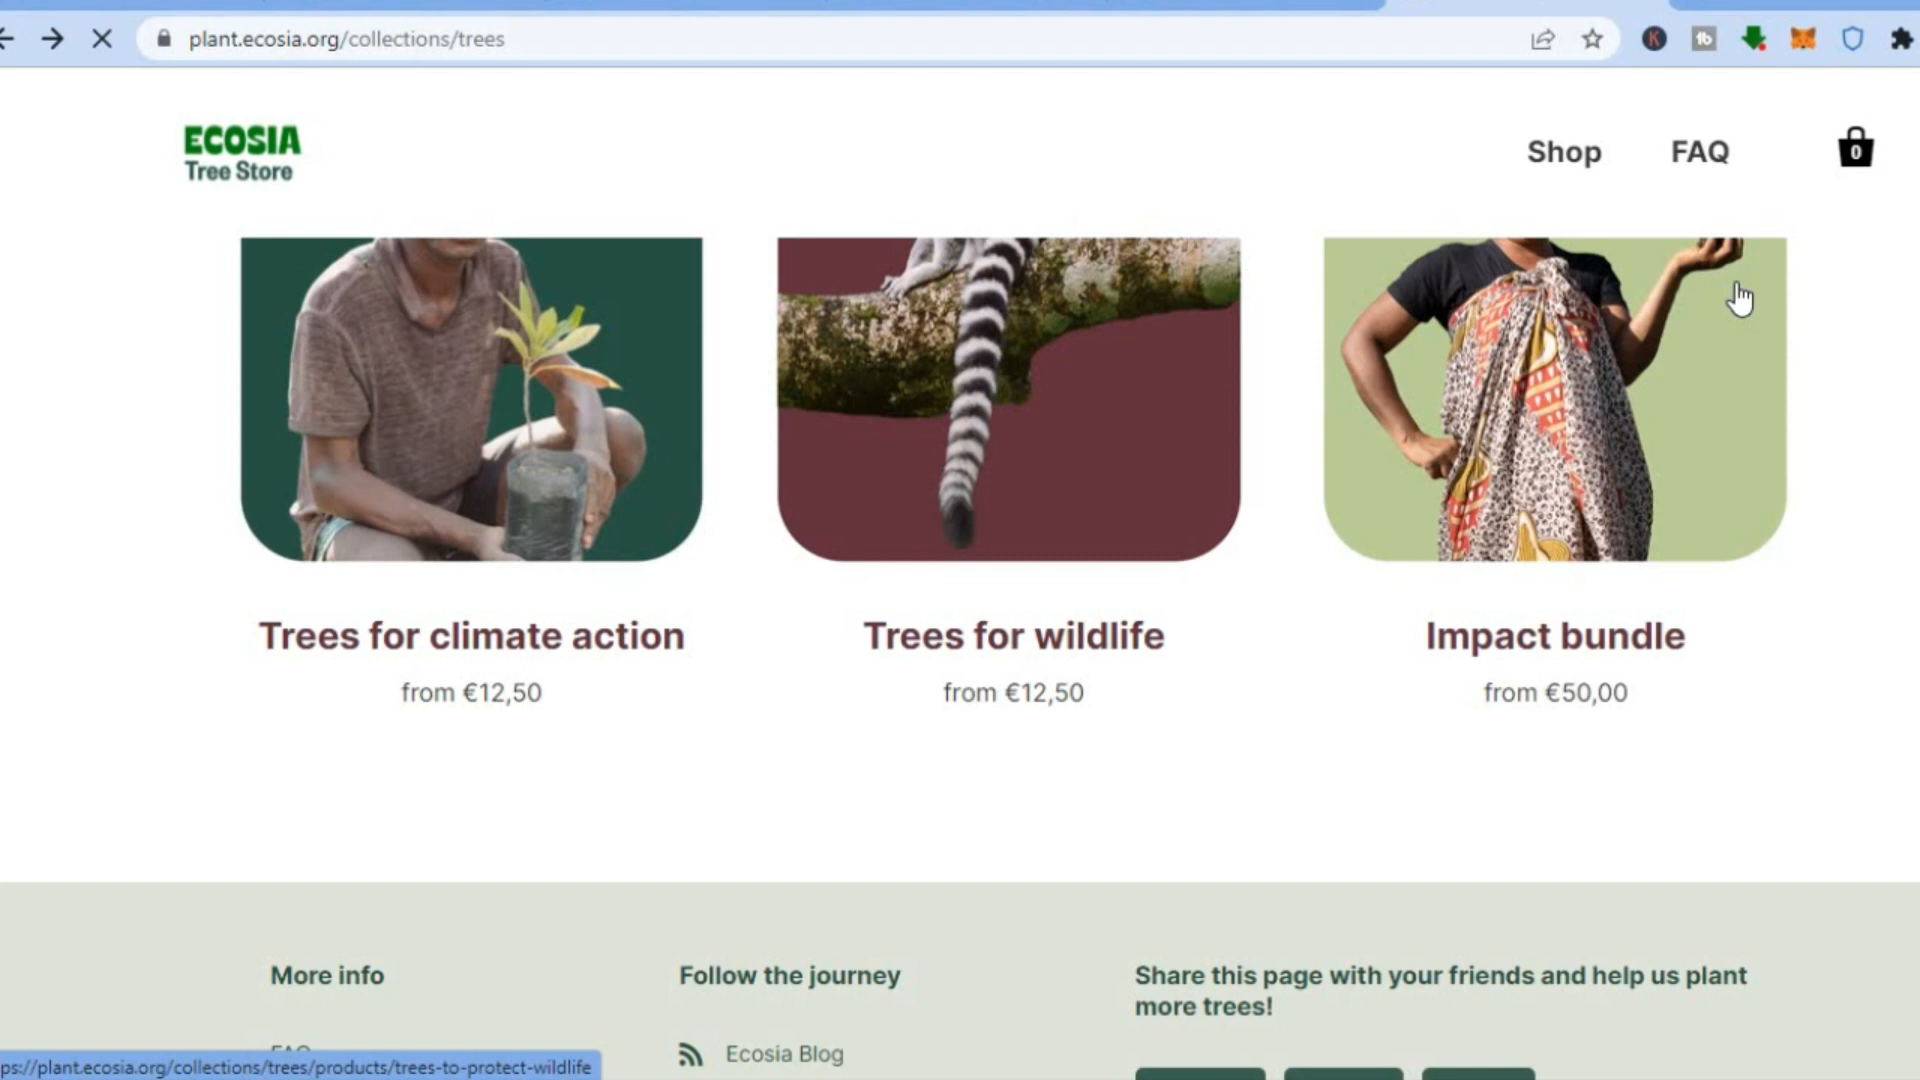 plant.ecosia.org/collections/trees
ECOSIA
Tree Store
Shop
FAQ
0
Trees for climate action
from €12,50
Trees for wildlife
from €12,50
Impact bundle
from €50,00
More info
Follow the journey
Share this page with your friends and help us plant
more trees!
FAQ
Ecosia Blog
ps://plant.ecosia.org/collections/trees/products/trees-to-protect-wildlife